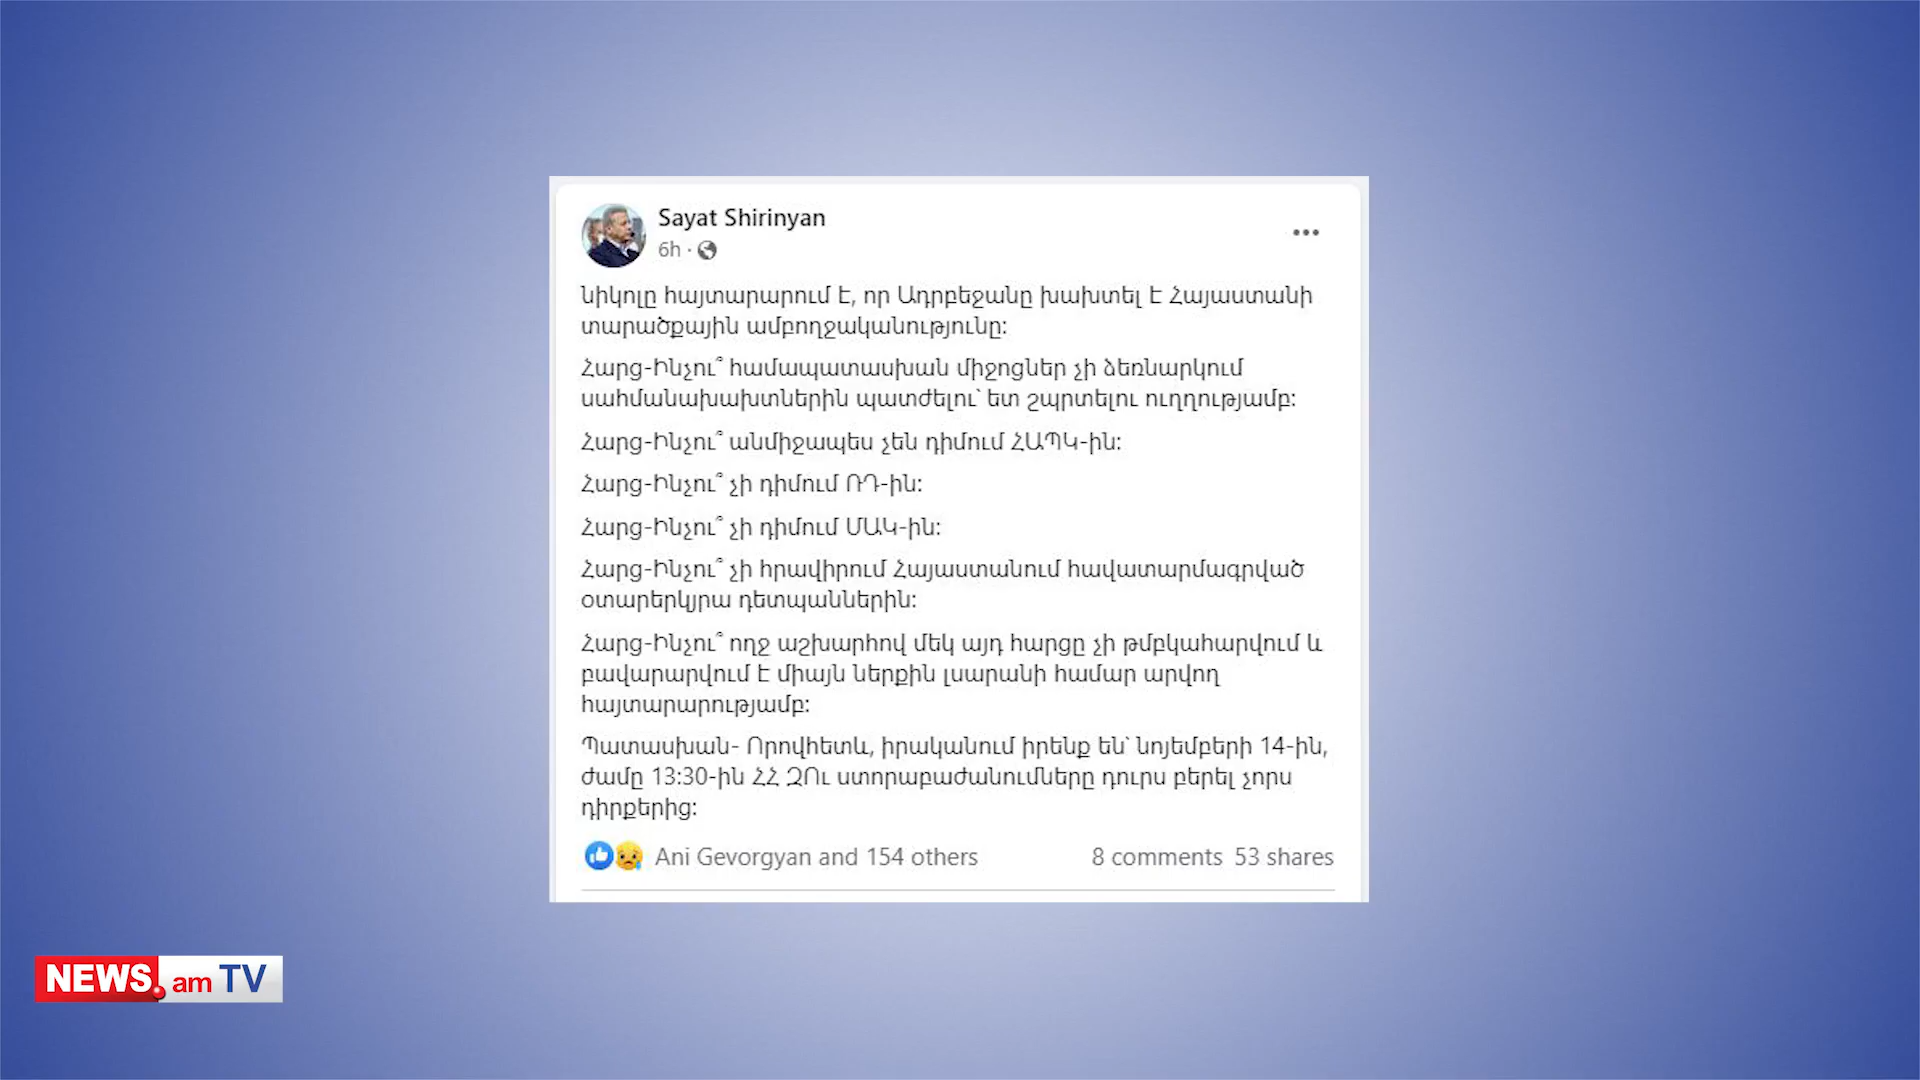 Sayat Shirinyan
6h ·
նիկոլը հայտարարում է, որ Ադրբեջանը խախտել է Հայաստանի
տարածքային ամբողջականությունը:
Հարց-Ինչու՞ համապատասխան միջոցներ չի ձեռնարկում
սահմանախախտներին պատժելու՝ ետ շպրտելու ուղղությամբ:
Հարց-Ինչու՞ անմիջապես չեն դիմում ՀԱՊԿ-ին:
Հարց-Ինչու՞ չի դիմում ՌԴ-ին:
Հարց-Ինչու՞ չի դիմում ՄԱԿ-ին:
Հարց-Ինչու՞ չի հրավիրում Հայաստանում հավատարմագրված
օտարերկյրա դետպաններին:
Հարց-Ինչու՞ ողջ աշխարհով մեկ այդ հարցը չի թմբկահարվում և
բավարարվում է միայն ներքին լսարանի համար արվող
հայտարարությամբ:
Պատասխան- Որովհետև, իրականում իրենք են՝ նոյեմբերի 14-ին,
ժամը 13:30-ին ՀՀ ԶՈւ ստորաբաժանումները դուրս բերել չորս
դիրքերից:
Ani Gevorgyan and 154 others 8 comments 53 shares
NEWS.am TV